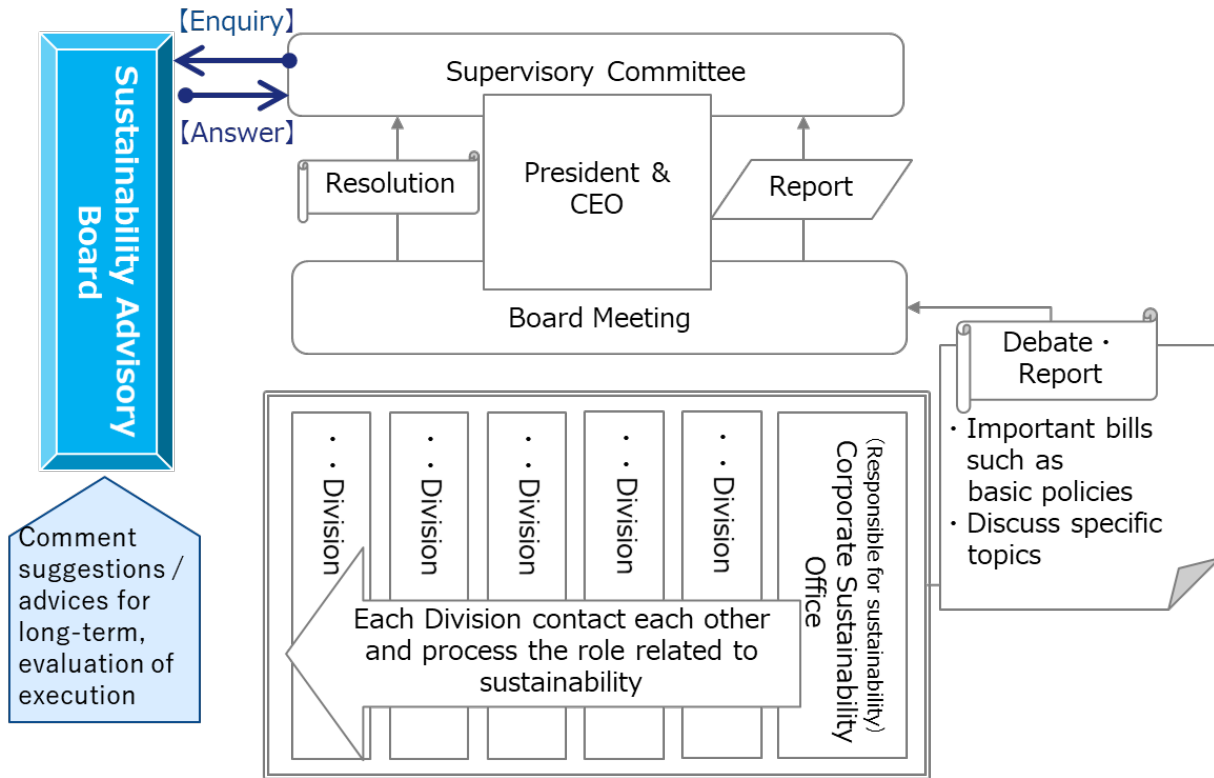 【Enquiry】
【Answer】
Sustainability Advisory
Board
Comment
suggestions /
advices for
long-term,
evaluation of
execution
Supervisory Committee
Resolution
President &
CEO
Report
Board Meeting
Debate・
Report
・Important bills
such as
basic policies
・Discuss specific
topics
・・Division
・・Division
・・Division
・・Division
・・Division
(Responsible for sustainability)
Corporate Sustainability
Office
Each Division contact each other
and process the role related to
sustainability